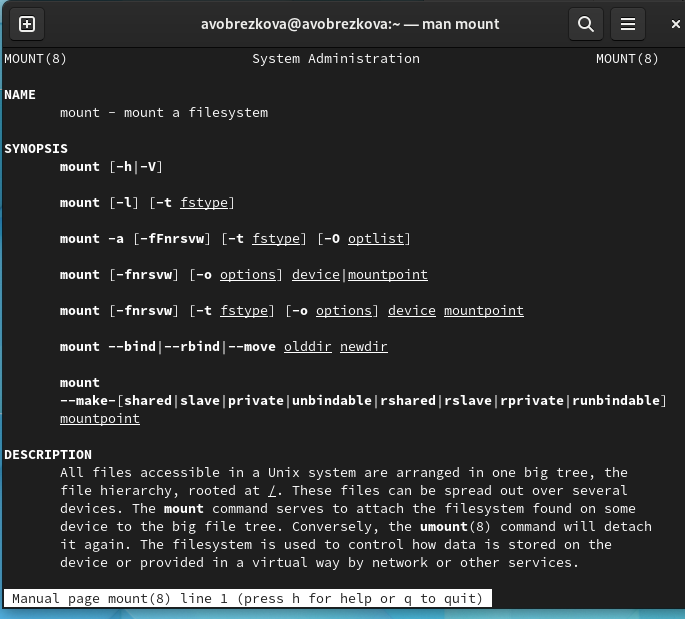 avobrezkova@avobrezkova:~ — man mount
MOUNT(8) System Administration MOUNT(8)
NAME
mount - mount a filesystem
SYNOPSIS
mount [-h|-V]
mount [-l] [-t fstype]
mount -a [-fFnrsvw] [-t fstype] [-O optlist]
mount [-fnrsvw] [-o options] device|mountpoint
mount [-fnrsvw] [-t fstype] [-o options] device mountpoint
mount --bind|--rbind|--move olddir newdir
mount
--make-[shared|slave|private|unbindable|rshared|rslave|rprivate|runbindable]
mountpoint
DESCRIPTION
All files accessible in a Unix system are arranged in one big tree, the
file hierarchy, rooted at /. These files can be spread out over several
devices. The mount command serves to attach the filesystem found on some
device to the big file tree. Conversely, the umount(8) command will detach
it again. The filesystem is used to control how data is stored on the
device or provided in a virtual way by network or other services.
Manual page mount(8) line 1 (press h for help or q to quit)